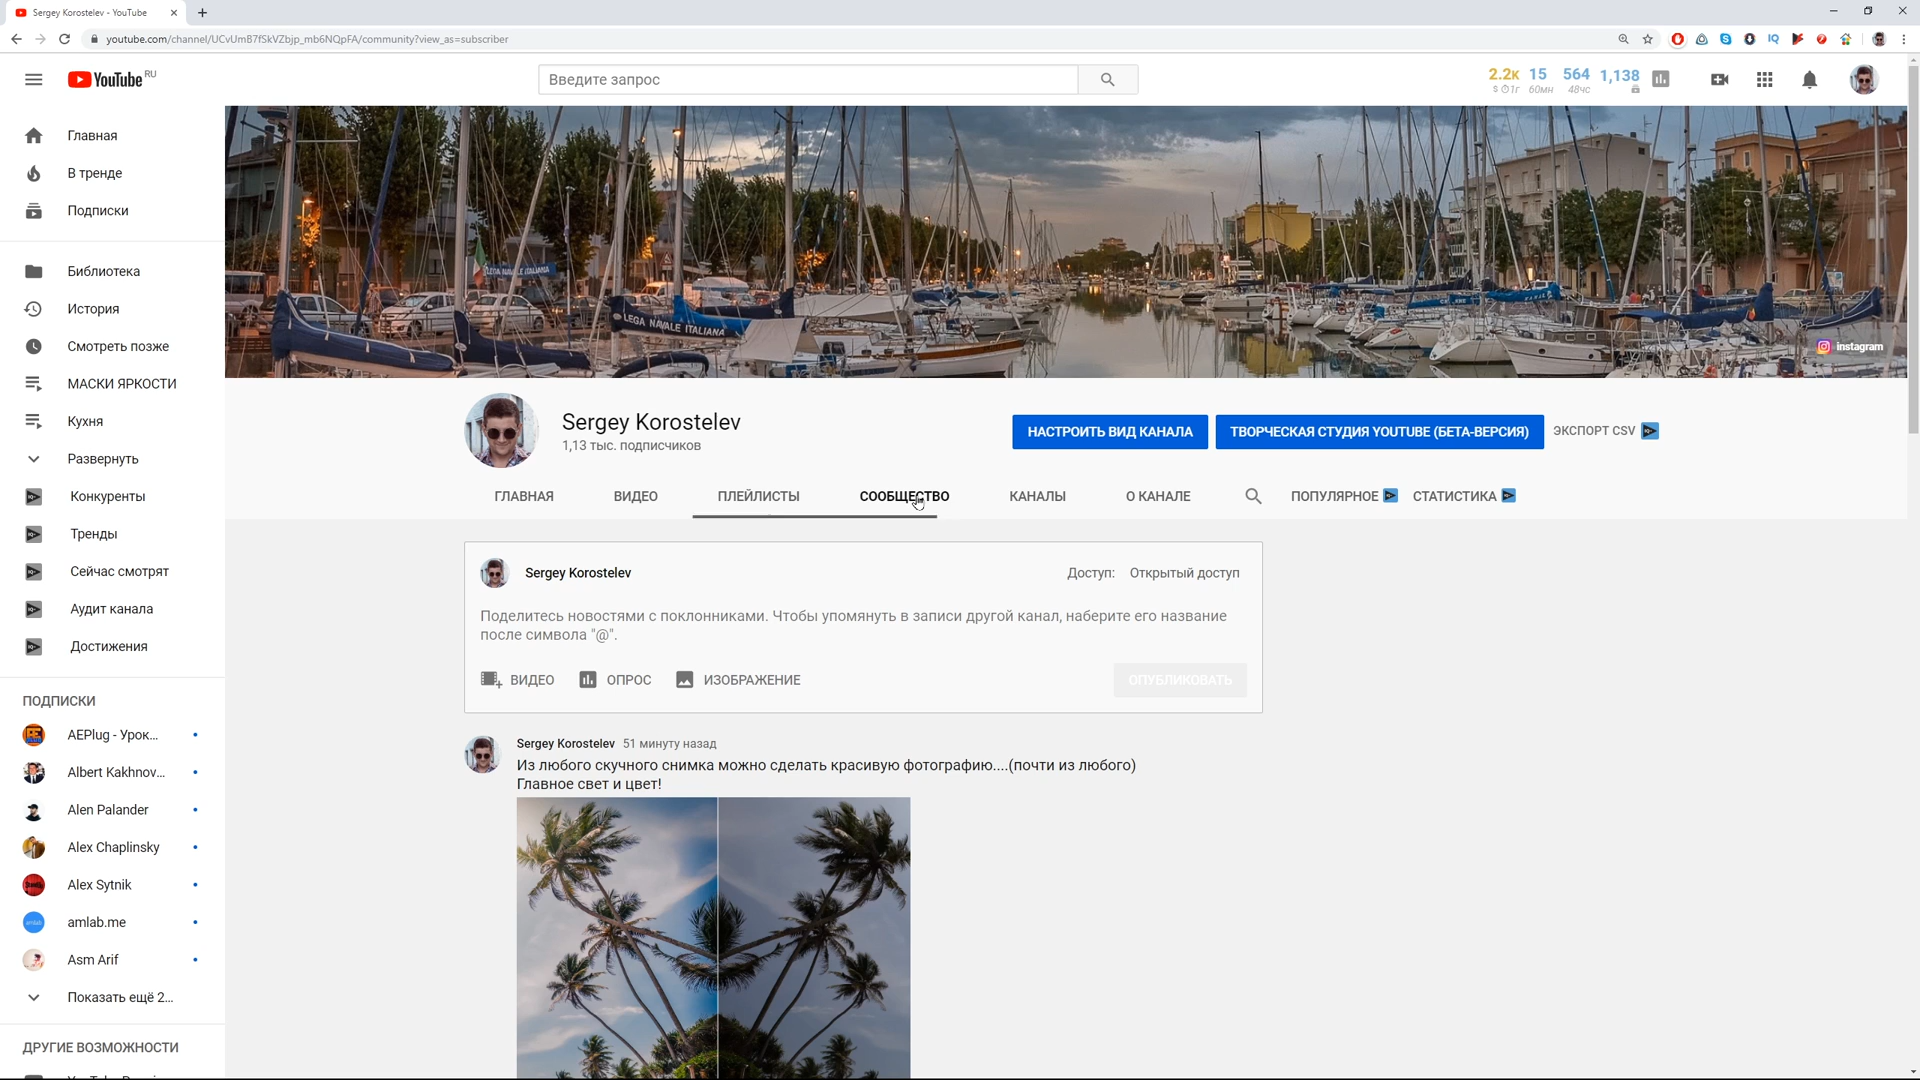 Sergey Korostelev - YouTube
youtube.com/channel/UCvUmB7fSkVZbjp_mb6NQpFA/community?view_as=subscriber
YouTube RU
Введите запрос
2.2к 15 564 1,138
60мн 48чс
Главная
В тренде
Подписки
Библиотека
История
Смотреть позже
МАСКИ ЯРКОСТИ
Кухня
Развернуть
Конкуренты
Тренды
Сейчас смотрят
Аудит канала
Достижения
ПОДПИСКИ
AEPlug - Урок...
Albert Kakhnov...
Alen Palander
Alex Chaplinsky
Alex Sytnik
amlab.me
Asm Arif
Показать ещё 2...
ДРУГИЕ ВОЗМОЖНОСТИ
LEGA NAVALE ITALIANA
LEGA NAVALE ITALIANA
instagram
Sergey Korostelev
1,13 тыс. подписчиков
НАСТРОИТЬ ВИД КАНАЛА
ТВОРЧЕСКАЯ СТУДИЯ YOUTUBE (БЕТА-ВЕРСИЯ)
ЭКСПОРТ CSV
ГЛАВНАЯ ВИДЕО ПЛЕЙЛИСТЫ СООБЩЕСТВО КАНАЛЫ О КАНАЛЕ ПОПУЛЯРНОЕ СТАТИСТИКА
Sergey Korostelev
Доступ: Открытый доступ
Поделитесь новостями с поклонниками. Чтобы упомянуть в записи другой канал, наберите его название
после символа "@".
ВИДЕО ОПРОС ИЗОБРАЖЕНИЕ
ОПУБЛИКОВАТЬ
Sergey Korostelev 51 минуту назад
Из любого скучного снимка можно сделать красивую фотографию....(почти из любого)
Главное свет и цвет!